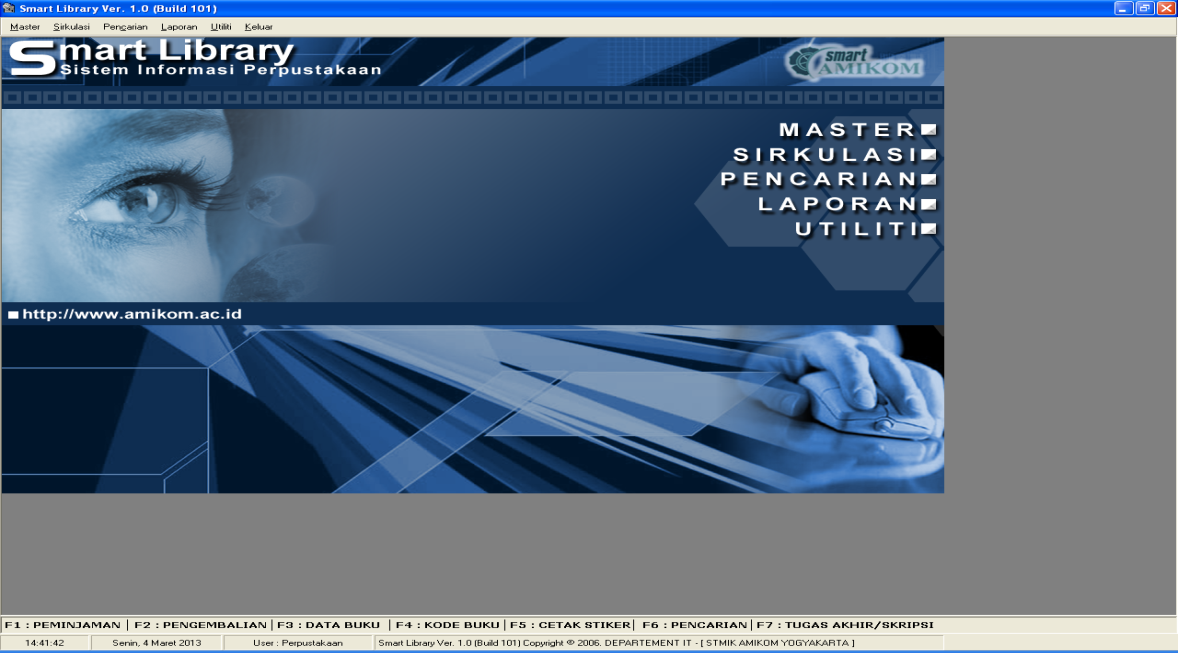 Smart Library Ver. 1.0 (Build 101)
Master Sirkulasi Pencarian Laporan Utiliti Keluar
Smart Library
Sistem Informasi Perpustakaan
smart
AMIKOM
MASTER
SIRKULASI
PENCARIAN
LAPORAN
UTILITI
http://www.amikom.ac.id
F1 : PEMINJAMAN | F2 : PENGEMBALIAN | F3 : DATA BUKU | F4 : KODE BUKU | F5 : CETAK STIKER | F6 : PENCARIAN | F7 : TUGAS AKHIR/SKRIPSI
14:41:42 Senin, 4 Maret 2013 User : Perpustakaan Smart Library Ver. 1.0 (Build 101) Copyright © 2006. DEPARTEMENT IT - [ STMIK AMIKOM YOGYAKARTA ]